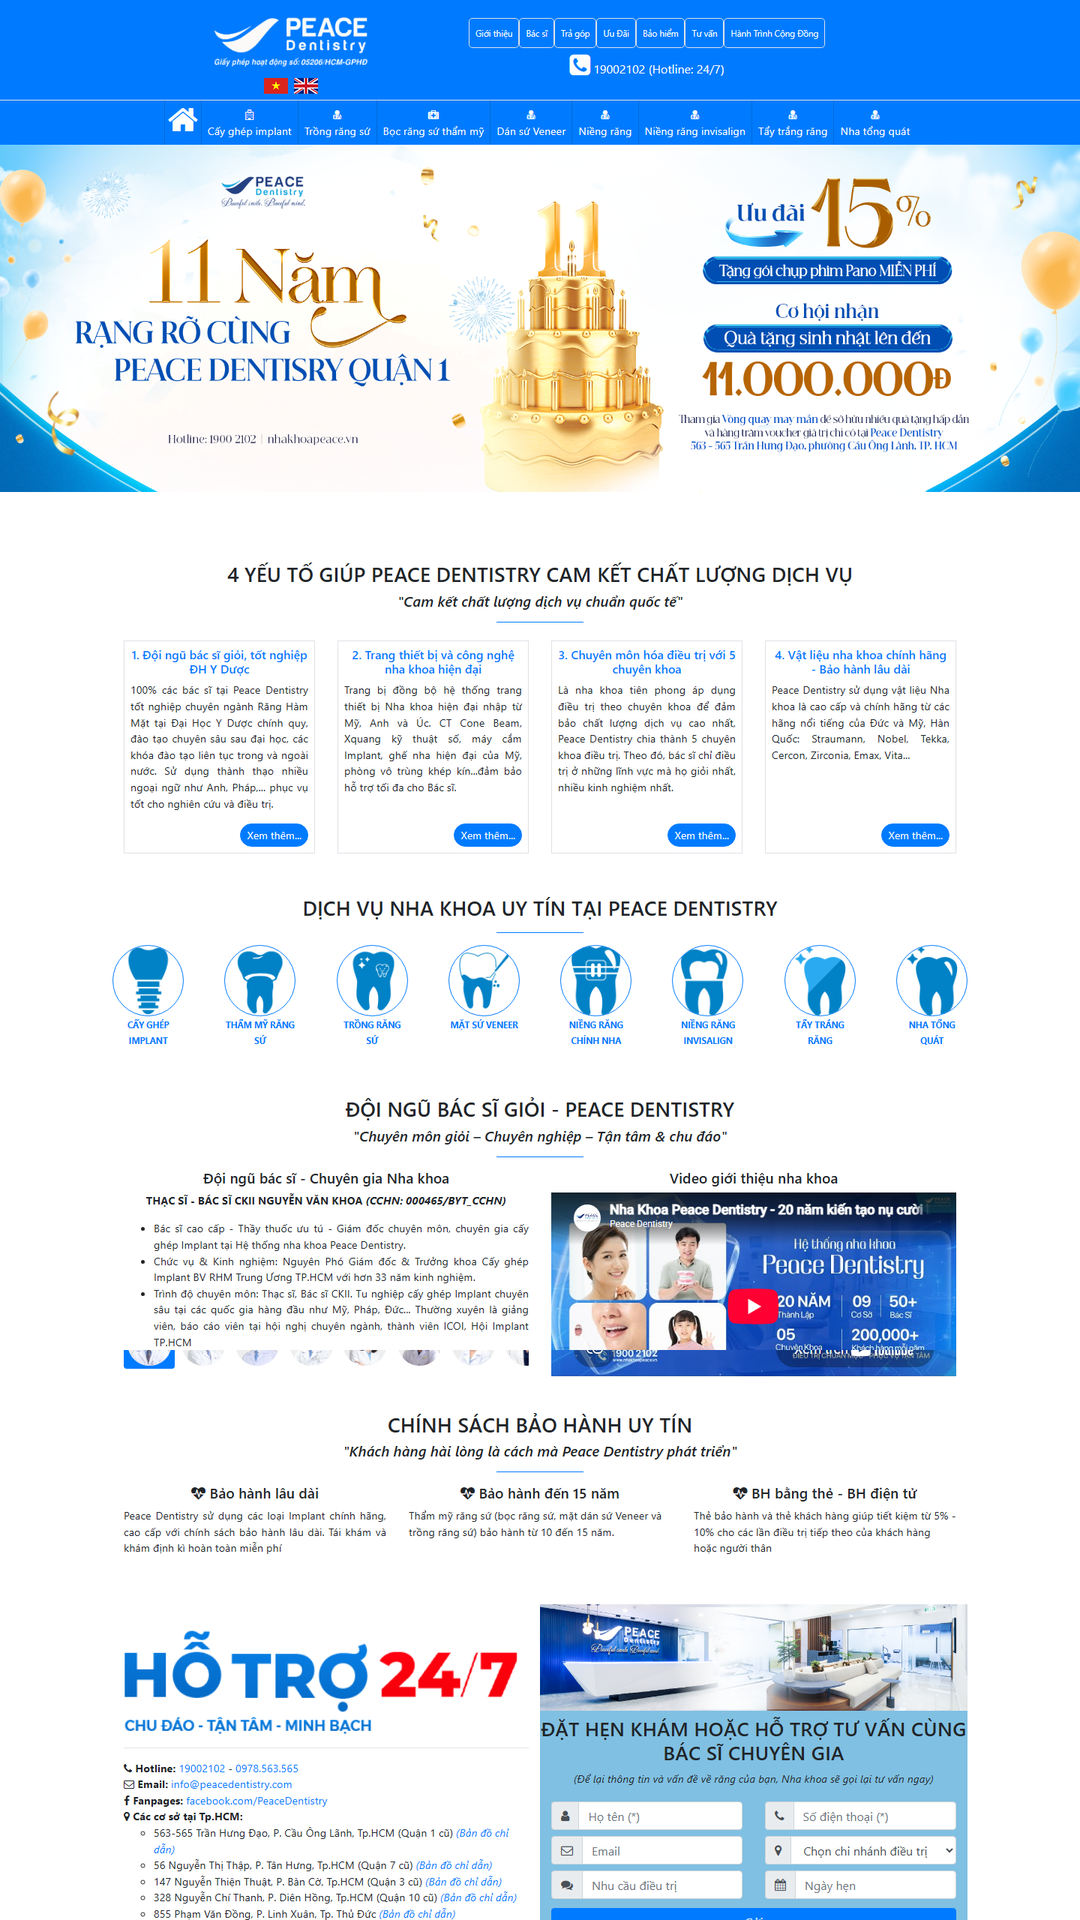 PEACE
Dentistry
Giấy phép hoạt động số: 05206/HCM-GPHĐ
Giới thiệu
Bác sĩ
Trả góp
Ưu Đãi
Bảo hiểm
Tư vấn
Hành Trình Cộng Đồng
19002102 (Hotline: 24/7)
Cấy ghép implant
Trồng răng sứ
Bọc răng sứ thẩm mỹ
Dán sứ Veneer
Niềng răng
Niềng răng invisalign
Tẩy trắng răng
Nha tổng quát
PEACE
Dentistry
Peaceful smile, Peaceful mind.
11 Năm
RẠNG RỠ CÙNG
PEACE DENTISRY QUẬN 1
Hotline: 1900 2102 | nhakhoapeace.vn
11
Ưu đãi 15%
Tặng gói chụp phim Pano MIỄN PHÍ
Cơ hội nhận
Quà tặng sinh nhật lên đến
11.000.000Đ
Tham gia Vòng quay may mắn để sở hữu nhiều quà tặng hấp dẫn
và hàng trăm voucher giá trị chỉ có tại Peace Dentistry
563 - 565 Trần Hưng Đạo, phường Cầu Ông Lãnh, TP. HCM
4 YẾU TỐ GIÚP PEACE DENTISTRY CAM KẾT CHẤT LƯỢNG DỊCH VỤ
"Cam kết chất lượng dịch vụ chuẩn quốc tế"
1. Đội ngũ bác sĩ giỏi, tốt nghiệp
ĐH Y Dược
100% các bác sĩ tại Peace Dentistry
tốt nghiệp chuyên ngành Răng Hàm
Mặt tại Đại Học Y Dược chính quy,
đào tạo chuyên sâu sau đại học, các
khóa đào tạo liên tục trong và ngoài
nước. Sử dụng thành thạo nhiều
ngoại ngữ như Anh, Pháp,... phục vụ
tốt cho nghiên cứu và điều trị.
Xem thêm...
2. Trang thiết bị và công nghệ
nha khoa hiện đại
Trang bị đồng bộ hệ thống trang
thiết bị Nha khoa hiện đại nhập từ
Mỹ, Anh và Úc. CT Cone Beam,
Xquang kỹ thuật số, máy cắm
Implant, ghế nha hiện đại của Mỹ,
phòng vô trùng khép kín...đảm bảo
hỗ trợ tối đa cho Bác sĩ.
Xem thêm...
3. Chuyên môn hóa điều trị với 5
chuyên khoa
Là nha khoa tiên phong áp dụng
điều trị theo chuyên khoa để đảm
bảo chất lượng dịch vụ cao nhất,
Peace Dentistry chia thành 5 chuyên
khoa điều trị. Theo đó, bác sĩ chỉ điều
trị ở những lĩnh vực mà họ giỏi nhất,
nhiều kinh nghiệm nhất.
Xem thêm...
4. Vật liệu nha khoa chính hãng
- Bảo hành lâu dài
Peace Dentistry sử dụng vật liệu Nha
khoa là cao cấp và chính hãng từ các
hãng nổi tiếng của Đức và Mỹ, Hàn
Quốc: Straumann, Nobel, Tekka,
Cercon, Zirconia, Emax, Vita...
Xem thêm...
DỊCH VỤ NHA KHOA UY TÍN TẠI PEACE DENTISTRY
CẤY GHÉP
IMPLANT
THẨM MỸ RĂNG
SỨ
TRỒNG RĂNG
SỨ
MẶT SỨ VENEER
NIỀNG RĂNG
CHỈNH NHA
NIỀNG RĂNG
INVISALIGN
TẨY TRẮNG
RĂNG
NHA TỔNG
QUÁT
ĐỘI NGŨ BÁC SĨ GIỎI - PEACE DENTISTRY
"Chuyên môn giỏi – Chuyên nghiệp – Tận tâm & chu đáo"
Đội ngũ bác sĩ - Chuyên gia Nha khoa
THẠC SĨ - BÁC SĨ CKII NGUYỄN VĂN KHOA (CCHN: 000465/BYT_CCHN)
Bác sĩ cao cấp - Thầy thuốc ưu tú - Giám đốc chuyên môn, chuyên gia cấy
ghép Implant tại Hệ thống nha khoa Peace Dentistry.
Chức vụ & Kinh nghiệm: Nguyên Phó Giám đốc & Trưởng khoa Cấy ghép
Implant BV RHM Trung Ương TP.HCM với hơn 33 năm kinh nghiệm.
Trình độ chuyên môn: Thạc sĩ, Bác sĩ CKII. Tu nghiệp cấy ghép Implant chuyên
sâu tại các quốc gia hàng đầu như Mỹ, Pháp, Đức... Thường xuyên là giảng
viên, báo cáo viên tại hội nghị chuyên ngành, thành viên ICOI, Hội Implant
TP.HCM
Video giới thiệu nha khoa
Nha Khoa Peace Dentistry - 20 năm kiến tạo nụ cười
Peace Dentistry
Hệ thống nha khoa
Peace Dentistry
20 NĂM
Thành Lập
09
Cơ Sở
50+
Bác Sĩ
05
Chuyên Khoa
200,000+
Khách hàng mỗi năm
1900 2102
CHÍNH SÁCH BẢO HÀNH UY TÍN
"Khách hàng hài lòng là cách mà Peace Dentistry phát triển"
Bảo hành lâu dài
Peace Dentistry sử dụng các loại Implant chính hãng,
cao cấp với chính sách bảo hành lâu dài. Tái khám và
khám định kì hoàn toàn miễn phí
Bảo hành đến 15 năm
Thẩm mỹ răng sứ (bọc răng sứ, mặt dán sứ Veneer và
trồng răng sứ) bảo hành từ 10 đến 15 năm.
BH bằng thẻ - BH điện tử
Thẻ bảo hành và thẻ khách hàng giúp tiết kiệm từ 5% -
10% cho các lần điều trị tiếp theo của khách hàng
hoặc người thân
HỖ TRỢ 24/7
CHU ĐÁO - TẬN TÂM - MINH BẠCH
Hotline: 19002102 - 0978.563.565
Email: info@peacedentistry.com
Fanpages: facebook.com/PeaceDentistry
Các cơ sở tại Tp.HCM:
563-565 Trần Hưng Đạo, P. Cầu Ông Lãnh, Tp.HCM (Quận 1 cũ) (Bản đồ chỉ
dẫn)
56 Nguyễn Thị Thập, P. Tân Hưng, Tp.HCM (Quận 7 cũ) (Bản đồ chỉ dẫn)
147 Nguyễn Thiện Thuật, P. Bàn Cờ, Tp.HCM (Quận 3 cũ) (Bản đồ chỉ dẫn)
328 Nguyễn Chí Thanh, P. Diên Hồng, Tp.HCM (Quận 10 cũ) (Bản đồ chỉ dẫn)
855 Phạm Văn Đồng, P. Linh Xuân, Tp. Thủ Đức (Bản đồ chỉ dẫn)
PEACE
Dentistry
Peaceful smile, Peaceful mind.
ĐẶT HẸN KHÁM HOẶC HỖ TRỢ TƯ VẤN CÙNG
BÁC SĨ CHUYÊN GIA
(Để lại thông tin và vấn đề về răng của bạn, Nha khoa sẽ gọi lại tư vấn ngay)
Họ tên (*)
Số điện thoại (*)
Email
Chọn chi nhánh điều trị
Nhu cầu điều trị
Ngày hẹn